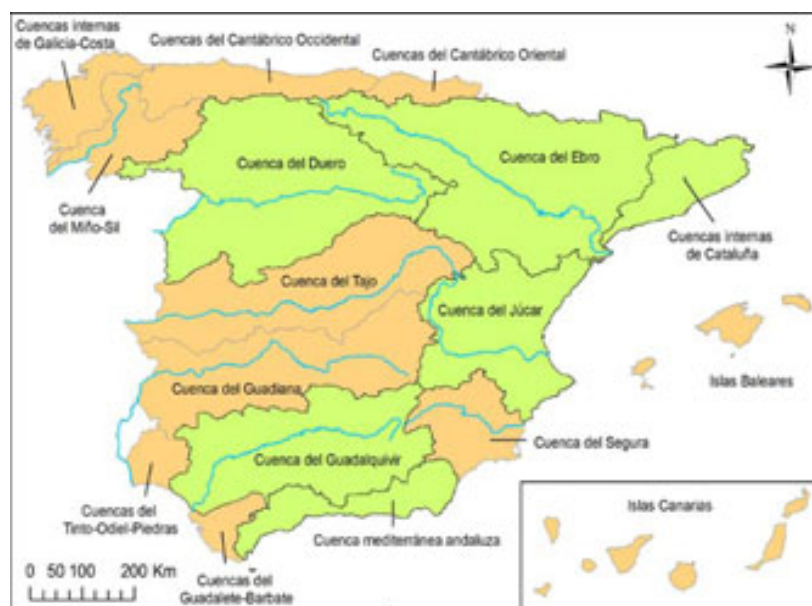 Cuencas internas
de Galicia-Costa
Cuencas del Cantábrico Occidental
Cuencas del Cantábrico Oriental
N
Cuenca del Duero
Cuenca del Ebro
Cuenca
del Miño-Sil
Cuencas internas
de Cataluña
Cuenca del Tajo
Cuenca del Júcar
Islas Baleares
Cuenca del Guadiana
Cuenca del Segura
Cuenca del Guadalquivir
Cuencas del
Tinto-Odiel-Piedras
Islas Canarias
Cuenca mediterránea andaluza
0 50 100 200 Km
Cuencas del
Guadalete-Barbate